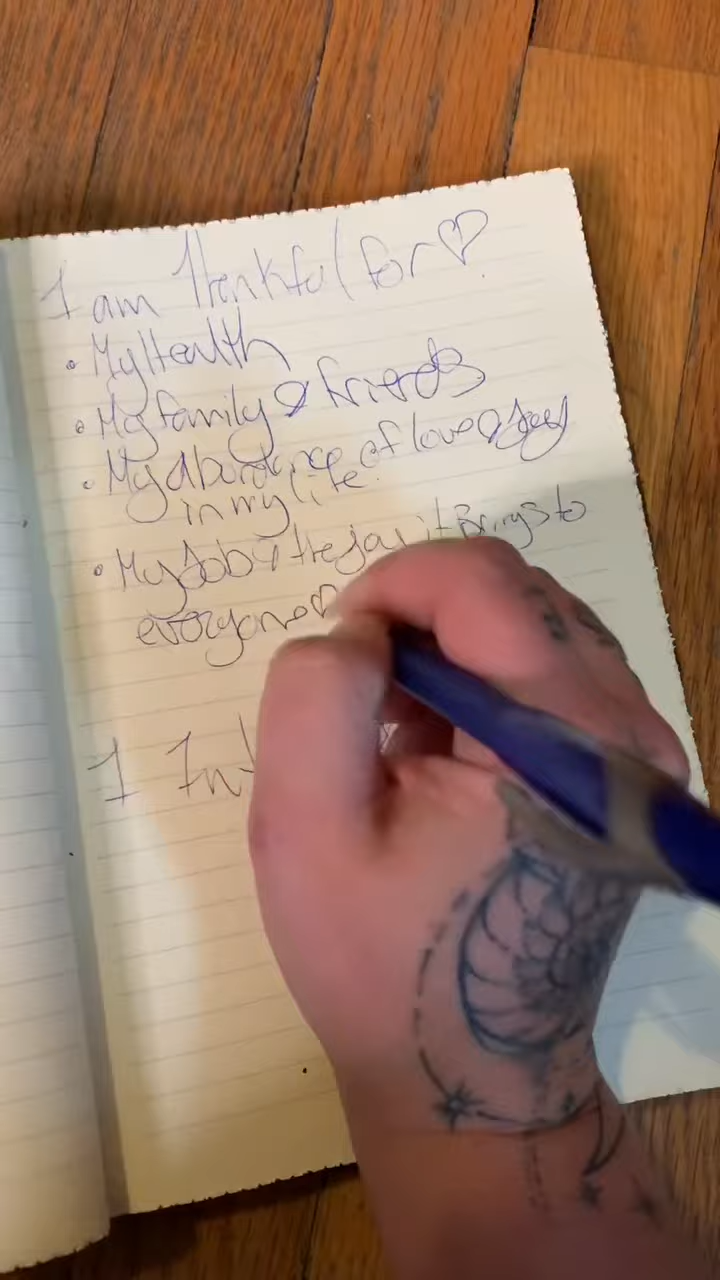 I am Thankful for ♡
• My Health
• My family & friends
• My abundance of love & Joy
in my life.
• My Job & the joy it Brings to
everyone ♡
I Int